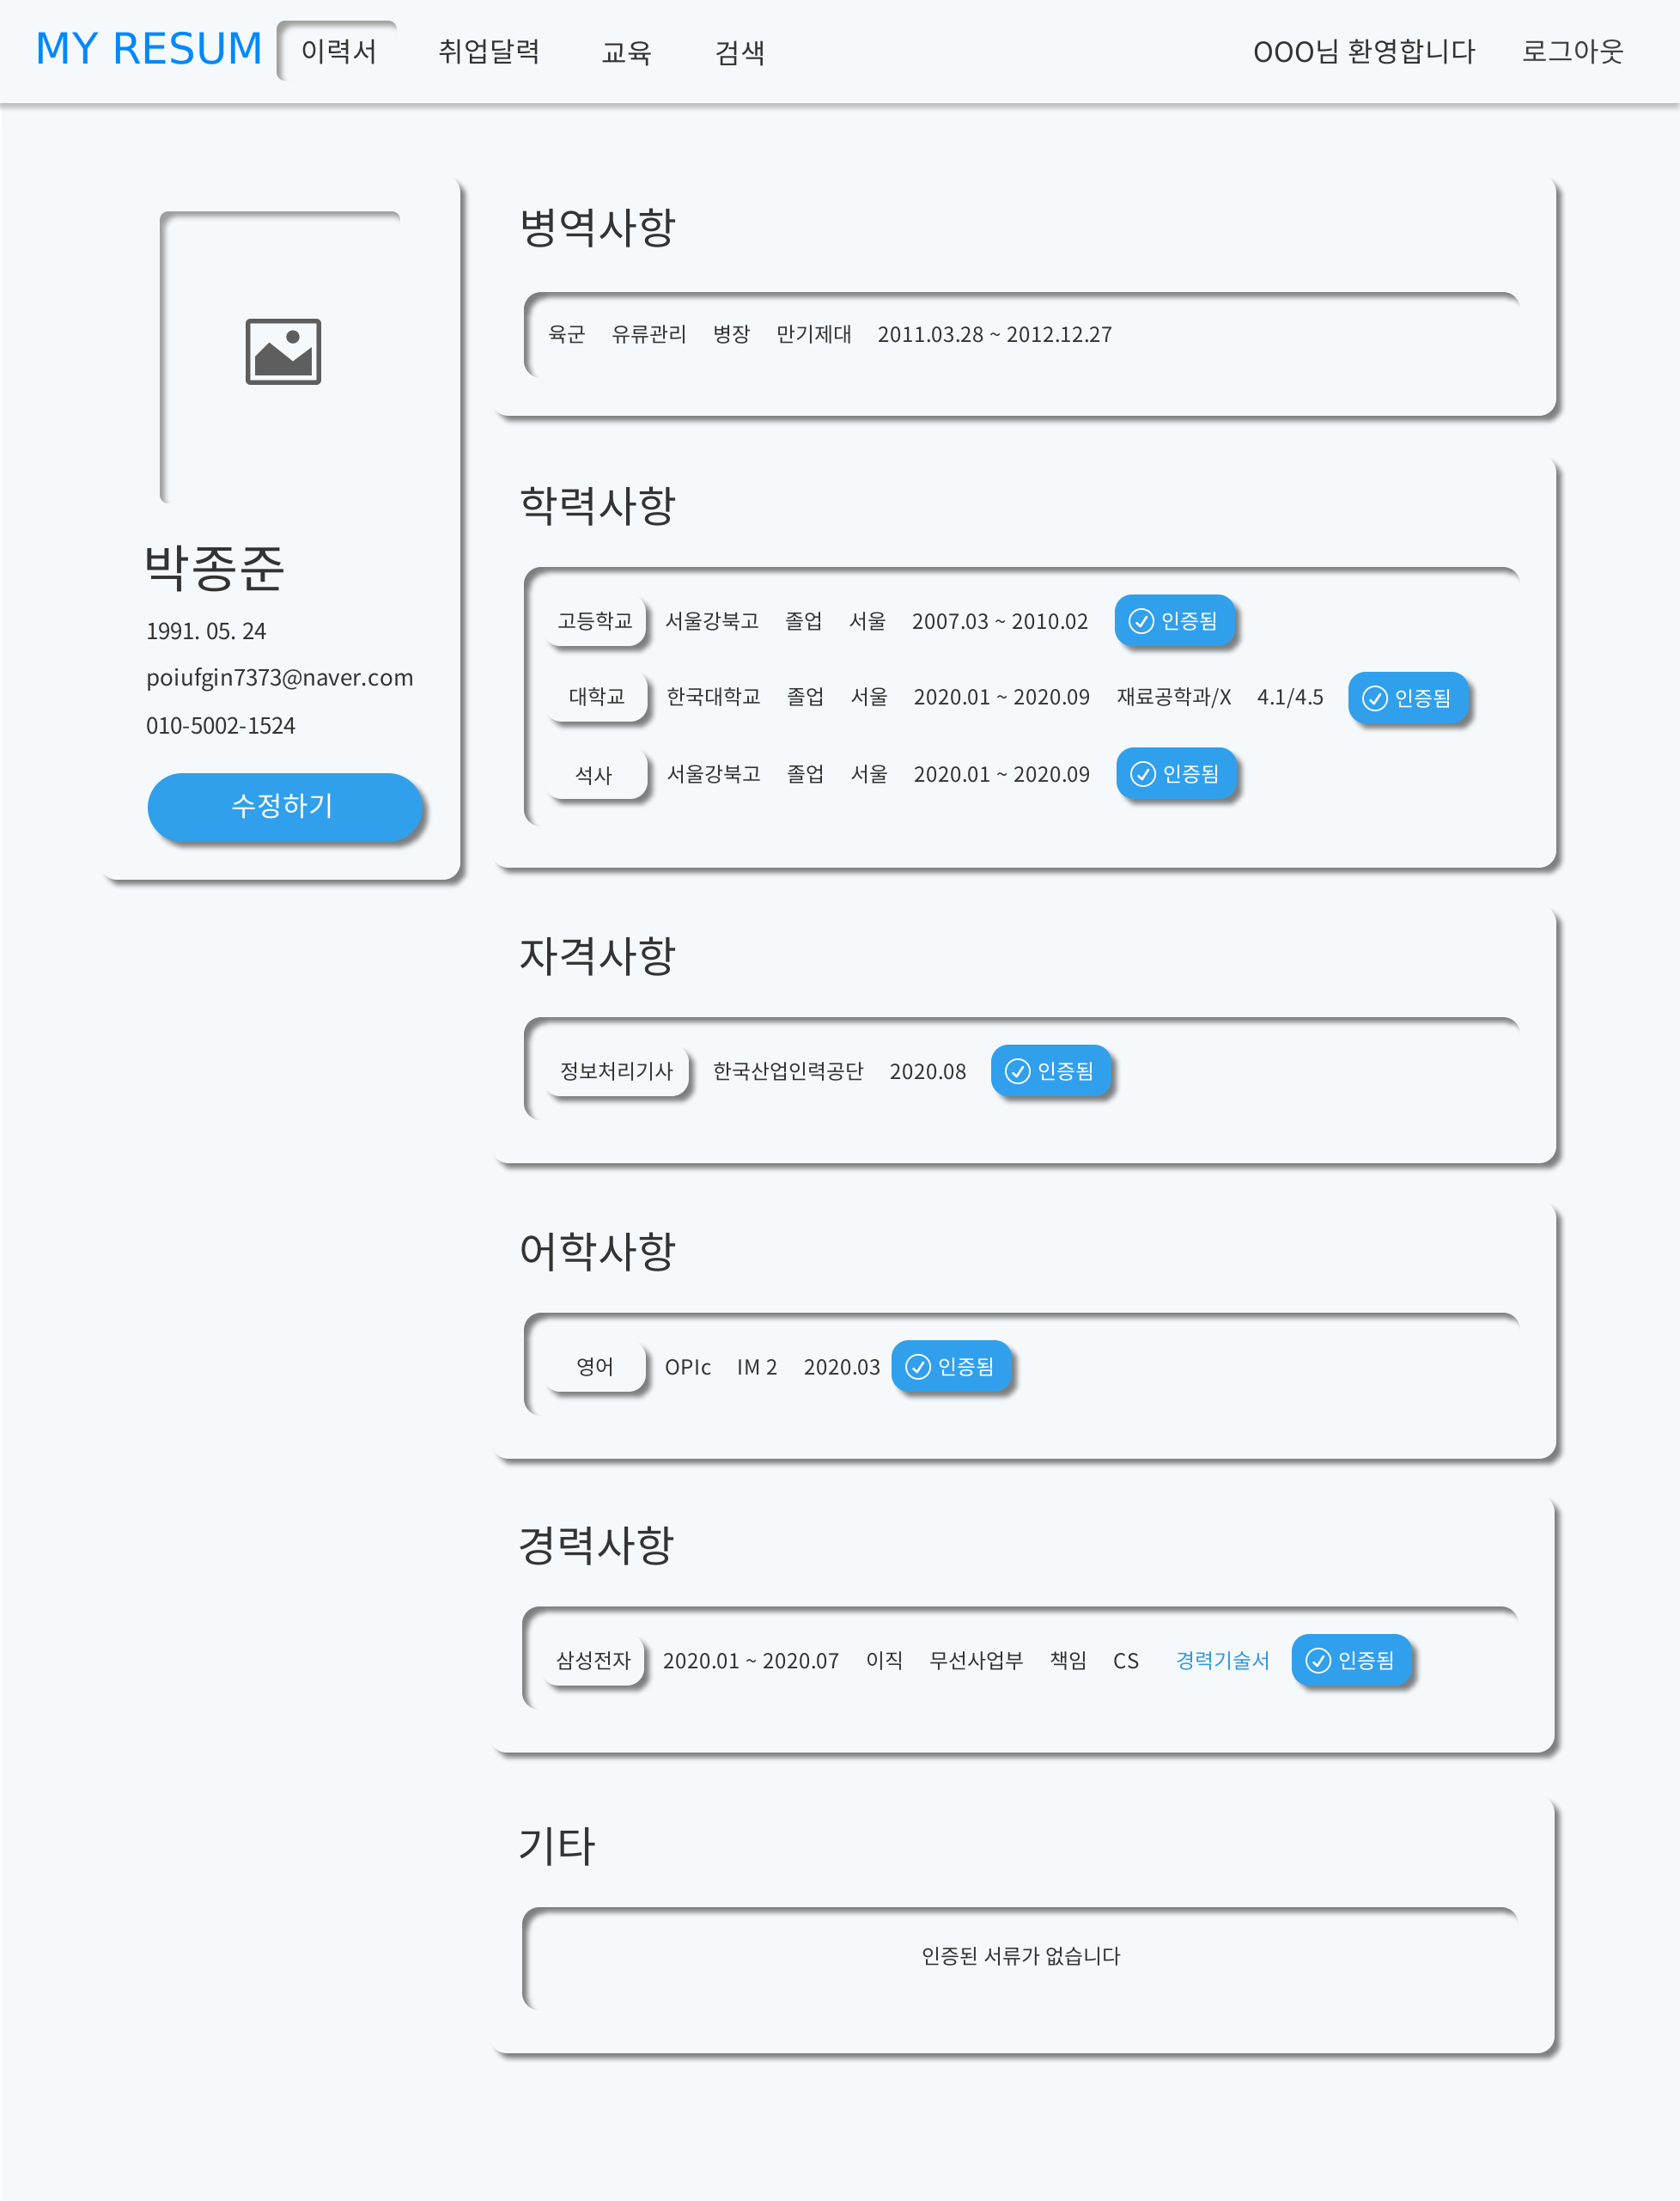 MY RESUM 이력서 취업달력 교육 검색 OOO님 환영합니다 로그아웃
박종준
1991. 05. 24
poiufgin7373@naver.com
010-5002-1524
수정하기
병역사항
육군 유류관리 병장 만기제대 2011.03.28 ~ 2012.12.27
학력사항
고등학교 서울강북고 졸업 서울 2007.03 ~ 2010.02 인증됨
대학교 한국대학교 졸업 서울 2020.01 ~ 2020.09 재료공학과/X 4.1/4.5 인증됨
석사 서울강북고 졸업 서울 2020.01 ~ 2020.09 인증됨
자격사항
정보처리기사 한국산업인력공단 2020.08 인증됨
어학사항
영어 OPIc IM 2 2020.03 인증됨
경력사항
삼성전자 2020.01 ~ 2020.07 이직 무선사업부 책임 CS 경력기술서 인증됨
기타
인증된 서류가 없습니다